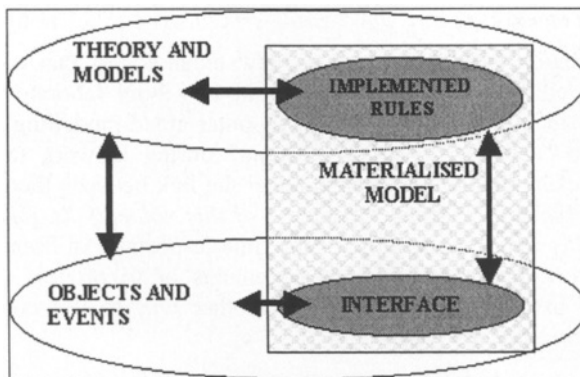 THEORY AND
MODELS
IMPLEMENTED
RULES
MATERIALISED
MODEL
OBJECTS AND
EVENTS
INTERFACE